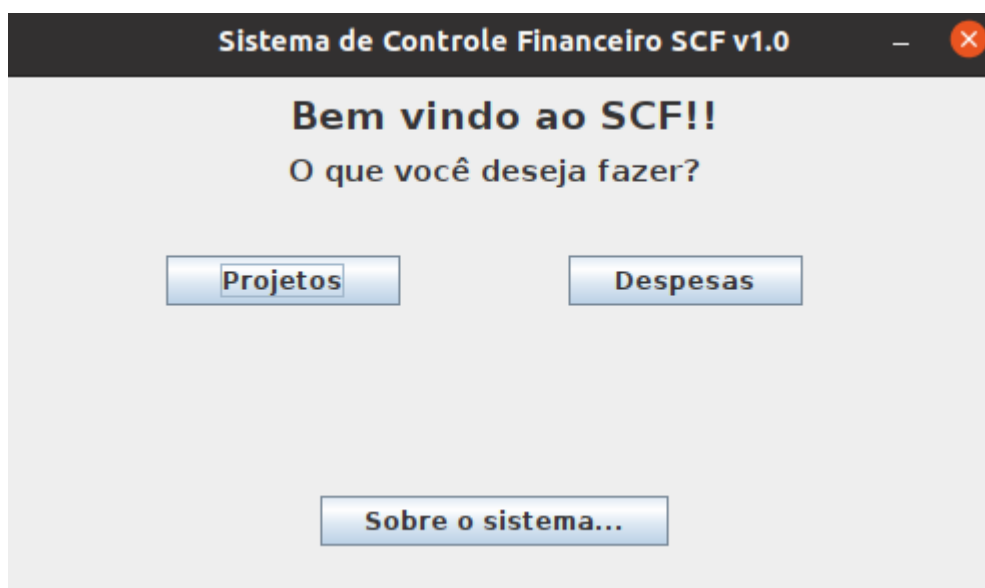 Sistema de Controle Financeiro SCF v1.0
Bem vindo ao SCF!!
O que você deseja fazer?
Projetos Despesas
Sobre o sistema...